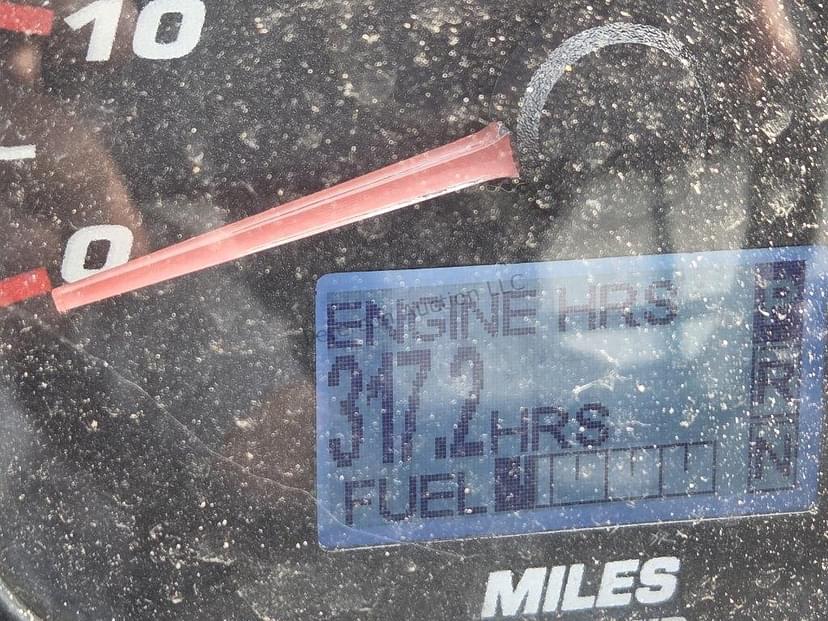 10
0
ENGINE HRS
317.2 HRS
FUEL
P
R
N
MILES